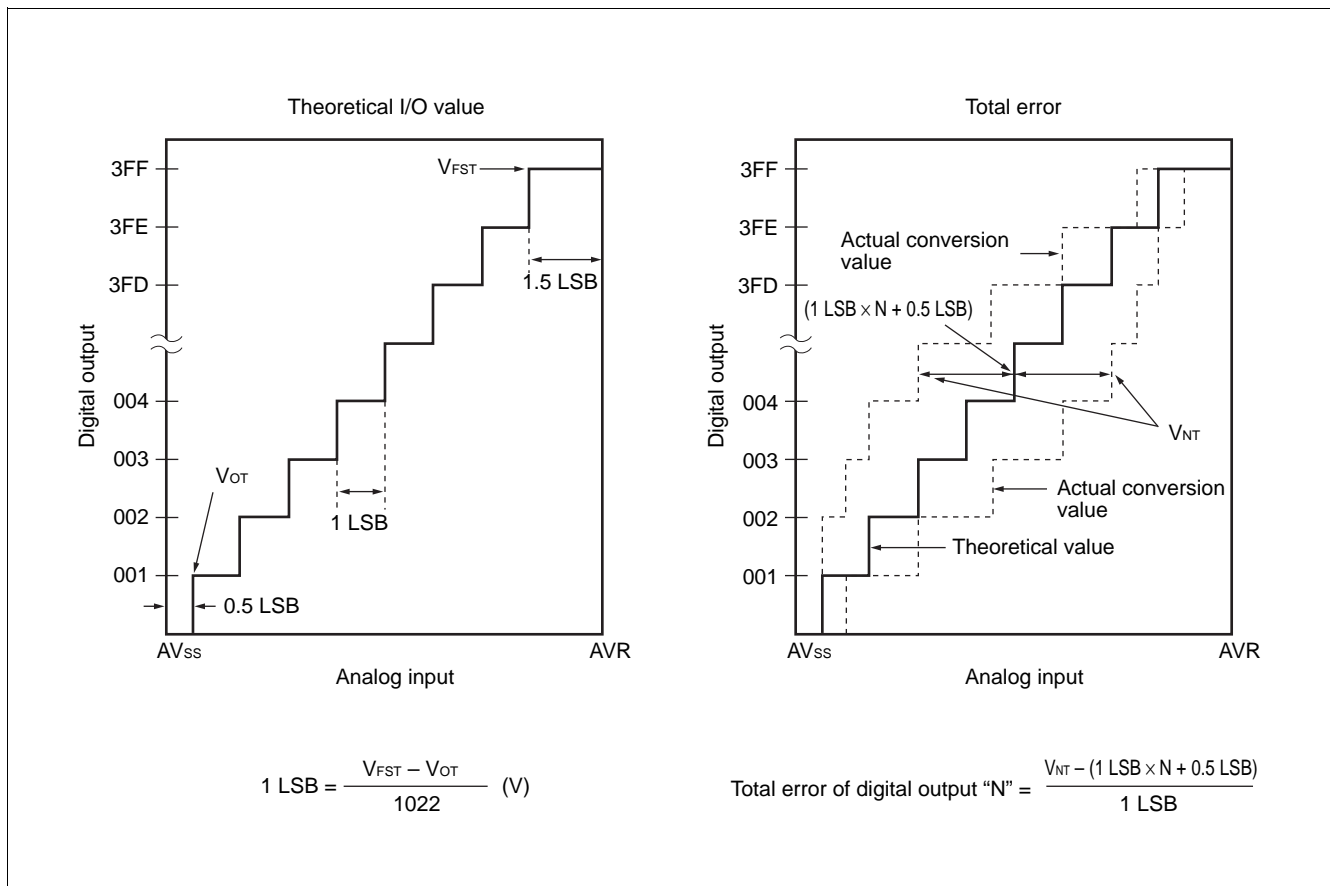 Theoretical I/O value
3FF
3FE
3FD
004
003
002
001
Digital output
VFST
1.5 LSB
1 LSB
VOT
0.5 LSB
AVSS
AVR
Analog input
1 LSB = VFST – VOT / 1022 (V)
Total error
3FF
3FE
3FD
004
003
002
001
Digital output
Actual conversion
value
(1 LSB × N + 0.5 LSB)
VNT
Actual conversion
value
Theoretical value
AVSS
AVR
Analog input
Total error of digital output “N” = VNT – (1 LSB × N + 0.5 LSB) / 1 LSB